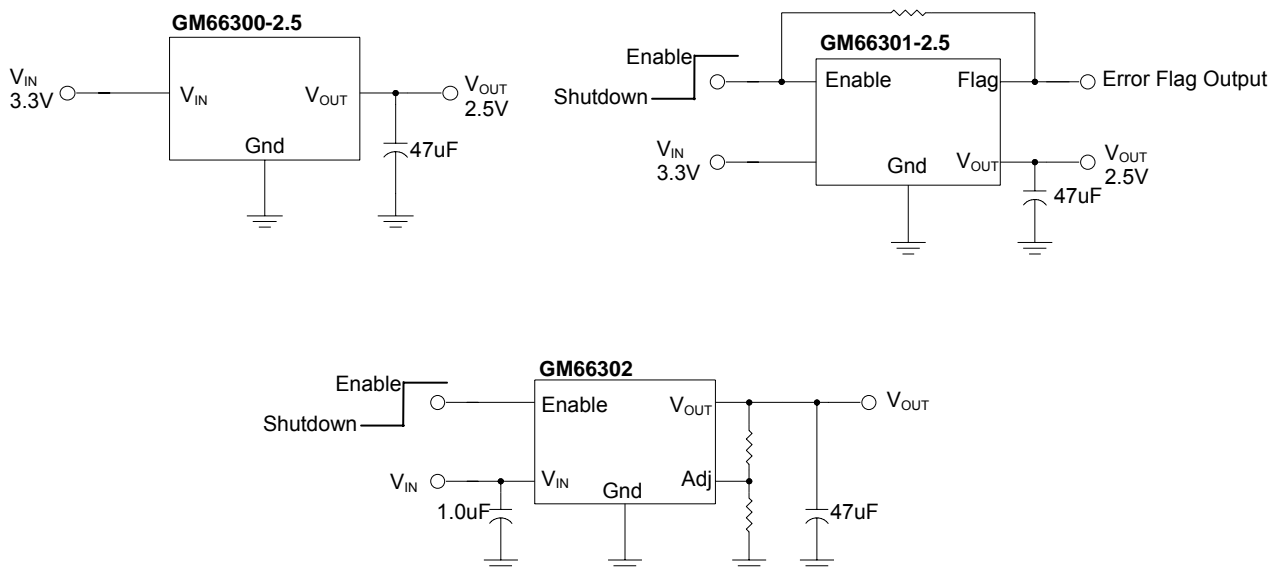 GM66300-2.5
VIN
3.3V
VIN
VOUT
Gnd
VOUT
2.5V
47uF
GM66301-2.5
Enable
Shutdown
Enable
Flag
Error Flag Output
VIN
3.3V
Gnd
VOUT
VOUT
2.5V
47uF
GM66302
Enable
Shutdown
Enable
VOUT
VOUT
VIN
VIN
Adj
Gnd
1.0uF
47uF